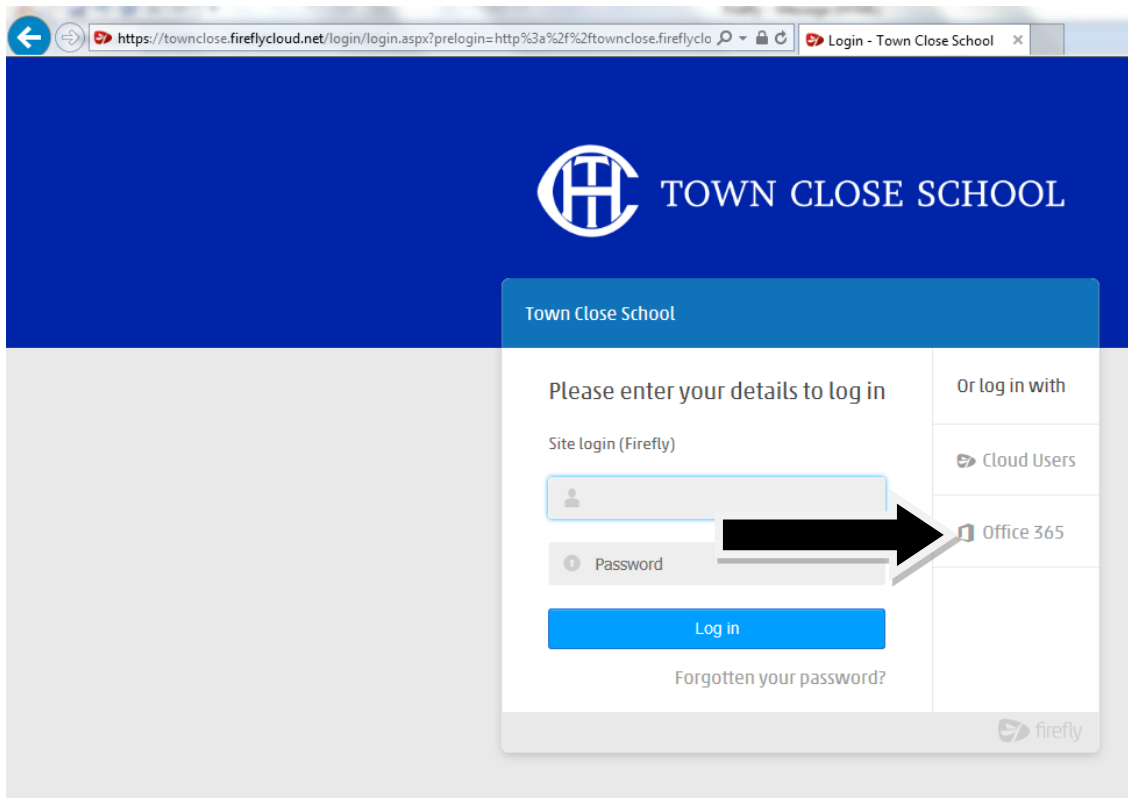 https://townclose.fireflycloud.net/login/login.aspx?prelogin=http%3a%2f%2ftownclose.fireflyclo
Login - Town Close School
TOWN CLOSE SCHOOL
Town Close School
Please enter your details to log in
Or log in with
Site login (Firefly)
Cloud Users
Office 365
Password
Log in
Forgotten your password?
firefly